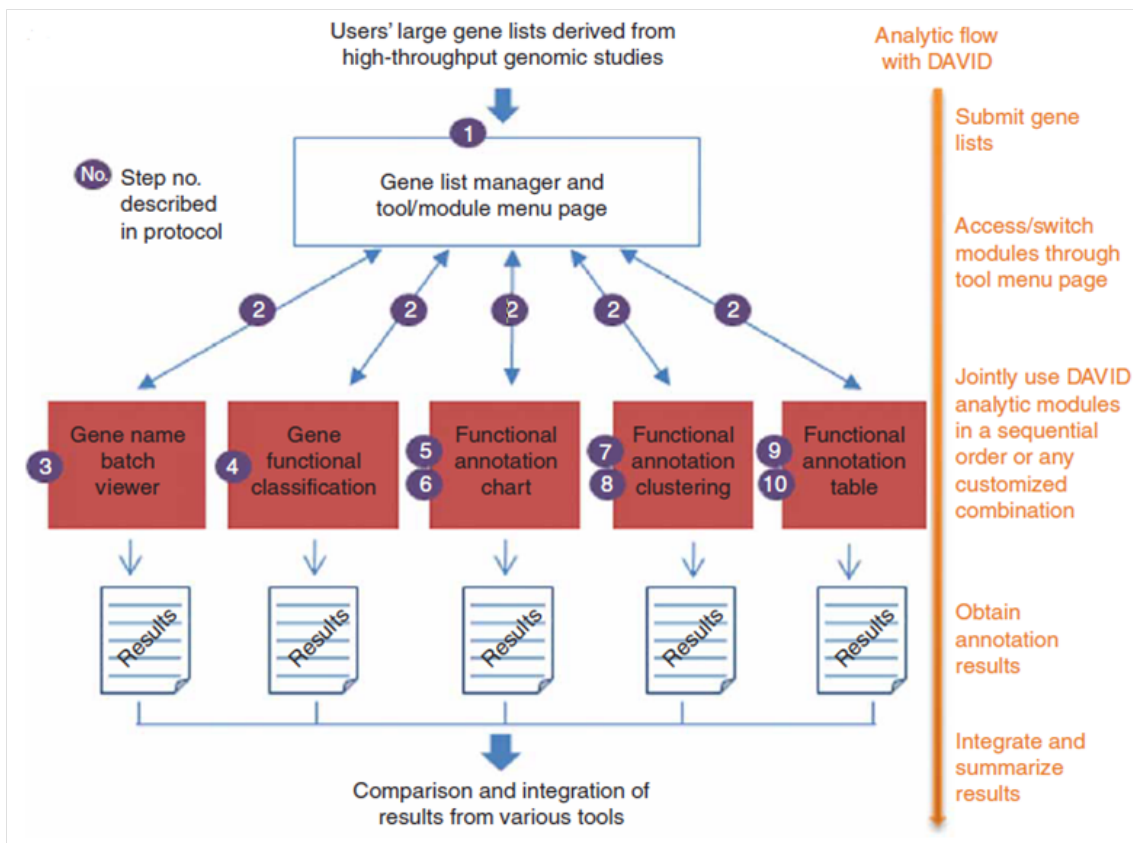 Users' large gene lists derived from
high-throughput genomic studies
Analytic flow
with DAVID
1
Submit gene
lists
No. Step no.
described
in protocol
Gene list manager and
tool/module menu page
Access/switch
modules through
tool menu page
2
2
2
2
2
Jointly use DAVID
analytic modules
in a sequential
order or any
customized
combination
3
Gene name
batch
viewer
4
Gene
functional
classification
5
6
Functional
annotation
chart
7
8
Functional
annotation
clustering
9
10
Functional
annotation
table
Results
Results
Results
Results
Results
Obtain
annotation
results
Integrate and
summarize
results
Comparison and integration of
results from various tools